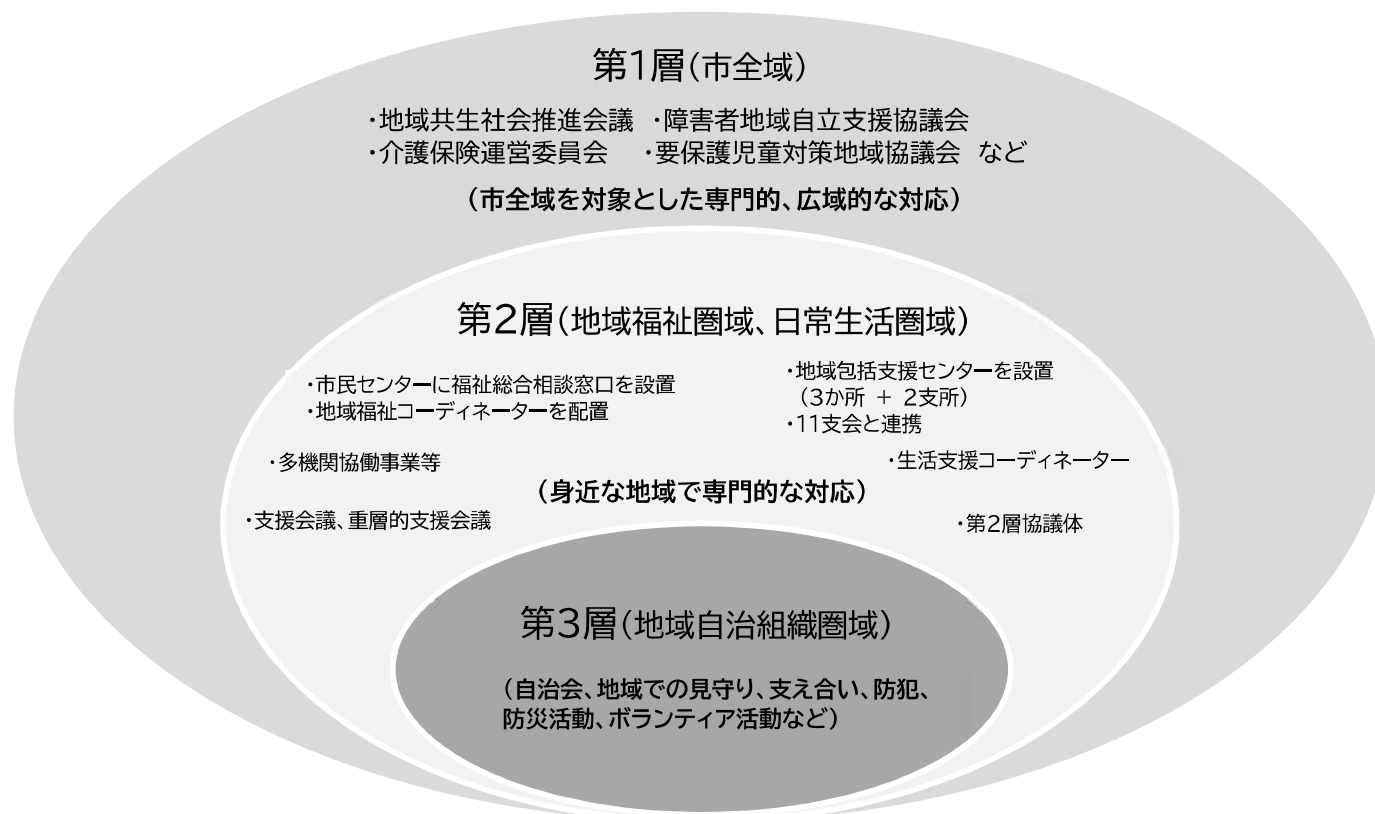 第1層（市全域）
・地域共生社会推進会議　・障害者地域自立支援協議会
・介護保険運営委員会　・要保護児童対策地域協議会　など
（市全域を対象とした専門的、広域的な対応）
第2層（地域福祉圏域、日常生活圏域）
・市民センターに福祉総合相談窓口を設置
・地域福祉コーディネーターを配置
・地域包括支援センターを設置
（3か所 ＋ 2支所）
・11支会と連携
・多機関協働事業等
・生活支援コーディネーター
（身近な地域で専門的な対応）
・支援会議、重層的支援会議
・第2層協議体
第3層（地域自治組織圏域）
（自治会、地域での見守り、支え合い、防犯、
防災活動、ボランティア活動など）